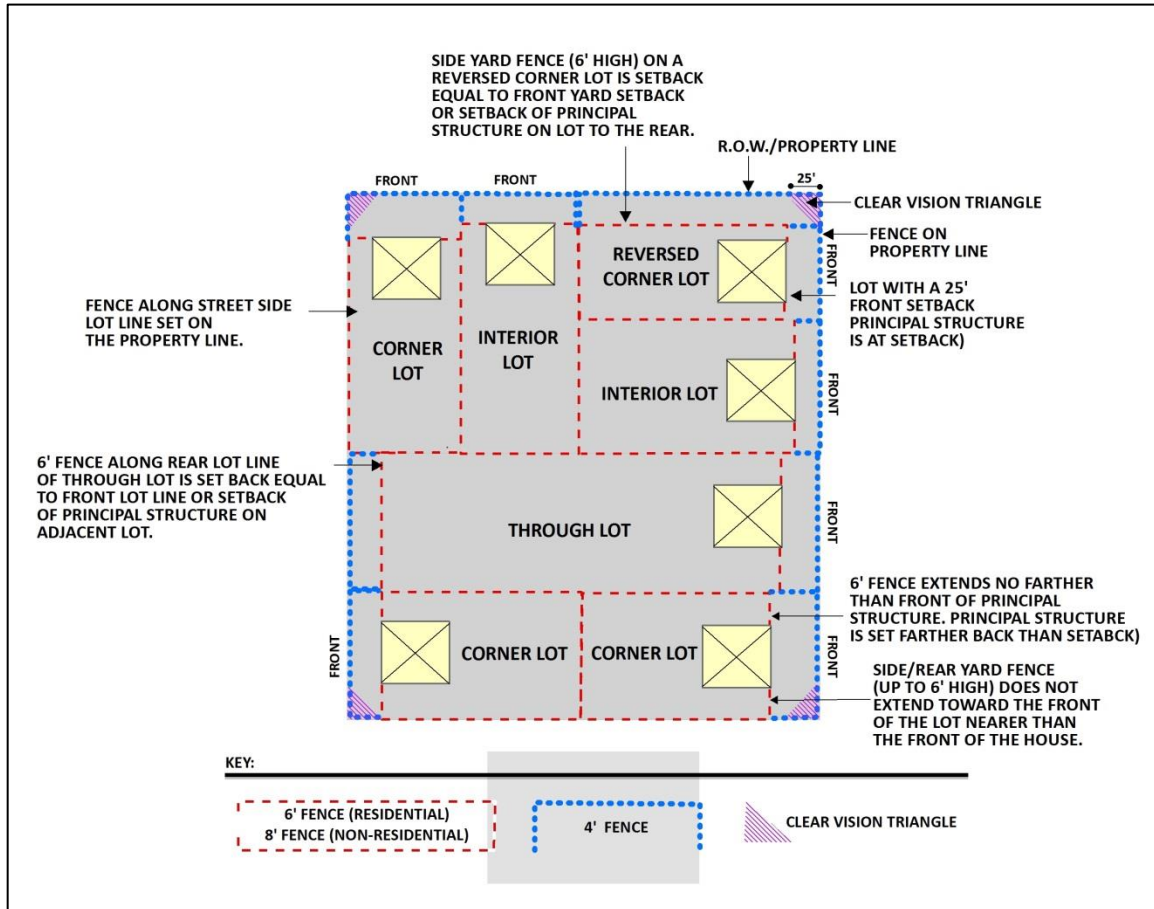 SIDE YARD FENCE (6' HIGH) ON A
REVERSED CORNER LOT IS SETBACK
EQUAL TO FRONT YARD SETBACK
OR SETBACK OF PRINCIPAL
STRUCTURE ON LOT TO THE REAR.
R.O.W./PROPERTY LINE
FRONT
FRONT
25'
CLEAR VISION TRIANGLE
FENCE ON
PROPERTY LINE
FRONT
REVERSED
CORNER LOT
LOT WITH A 25'
FRONT SETBACK
PRINCIPAL STRUCTURE
IS AT SETBACK)
FENCE ALONG STREET SIDE
LOT LINE SET ON
THE PROPERTY LINE.
CORNER
LOT
INTERIOR
LOT
INTERIOR LOT
FRONT
6' FENCE ALONG REAR LOT LINE
OF THROUGH LOT IS SET BACK EQUAL
TO FRONT LOT LINE OR SETBACK
OF PRINCIPAL STRUCTURE ON
ADJACENT LOT.
THROUGH LOT
FRONT
6' FENCE EXTENDS NO FARTHER
THAN FRONT OF PRINCIPAL
STRUCTURE. PRINCIPAL STRUCTURE
IS SET FARTHER BACK THAN SETABCK)
FRONT
CORNER LOT
CORNER LOT
FRONT
SIDE/REAR YARD FENCE
(UP TO 6' HIGH) DOES NOT
EXTEND TOWARD THE FRONT
OF THE LOT NEARER THAN
THE FRONT OF THE HOUSE.
KEY:
6' FENCE (RESIDENTIAL)
8' FENCE (NON-RESIDENTIAL)
4' FENCE
CLEAR VISION TRIANGLE